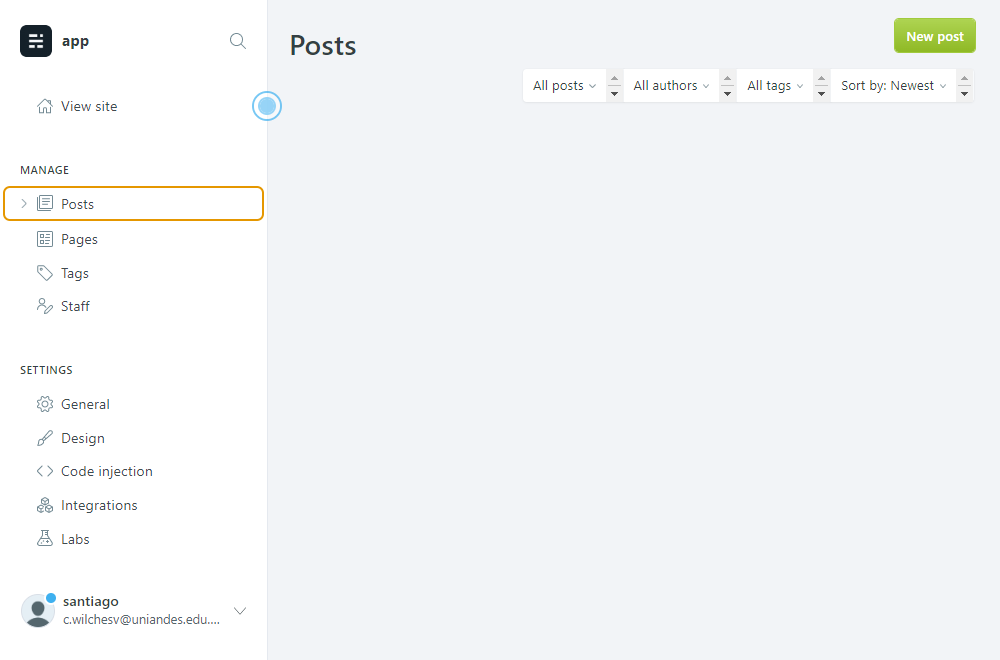 app
View site
MANAGE
Posts
Pages
Tags
Staff
SETTINGS
General
Design
Code injection
Integrations
Labs
santiago
c.wilchesv@uniandes.edu....
Posts
New post
All posts All authors All tags Sort by: Newest